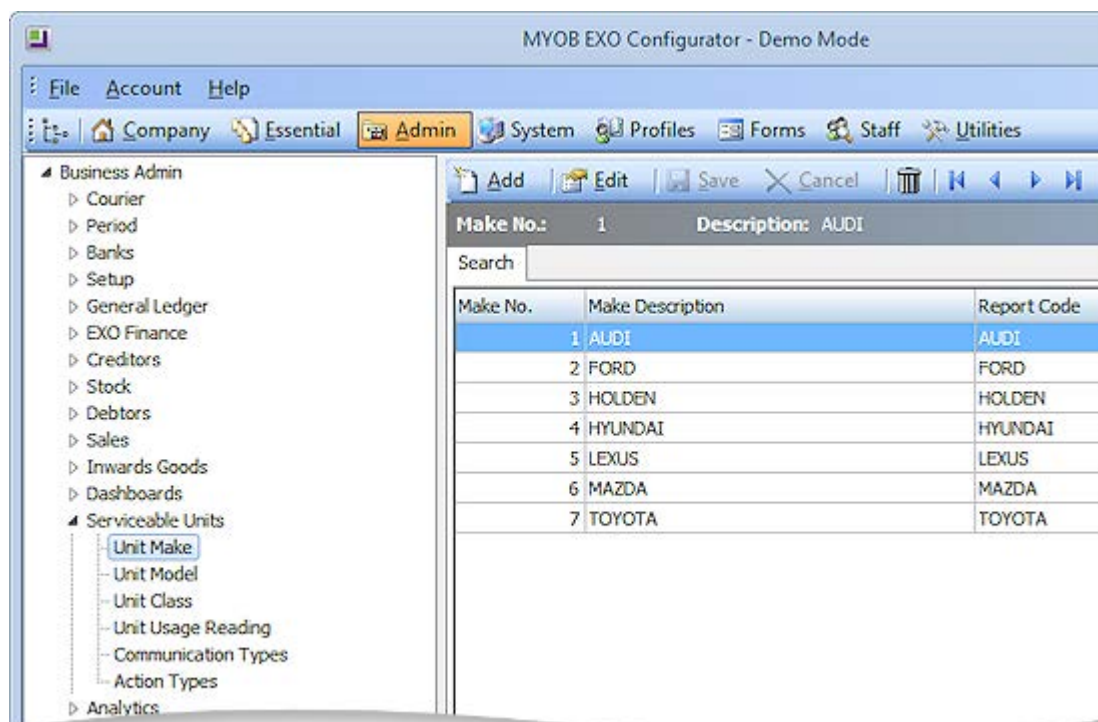 MYOB EXO Configurator - Demo Mode
File Account Help
Company Essential Admin System Profiles Forms Staff Utilities
Business Admin
Courier
Period
Banks
Setup
General Ledger
EXO Finance
Creditors
Stock
Debtors
Sales
Inwards Goods
Dashboards
Serviceable Units
Unit Make
Unit Model
Unit Class
Unit Usage Reading
Communication Types
Action Types
Analytics
Add Edit Save Cancel
Make No.: 1 Description: AUDI
Search
Make No. Make Description Report Code
1 AUDI AUDI
2 FORD FORD
3 HOLDEN HOLDEN
4 HYUNDAI HYUNDAI
5 LEXUS LEXUS
6 MAZDA MAZDA
7 TOYOTA TOYOTA